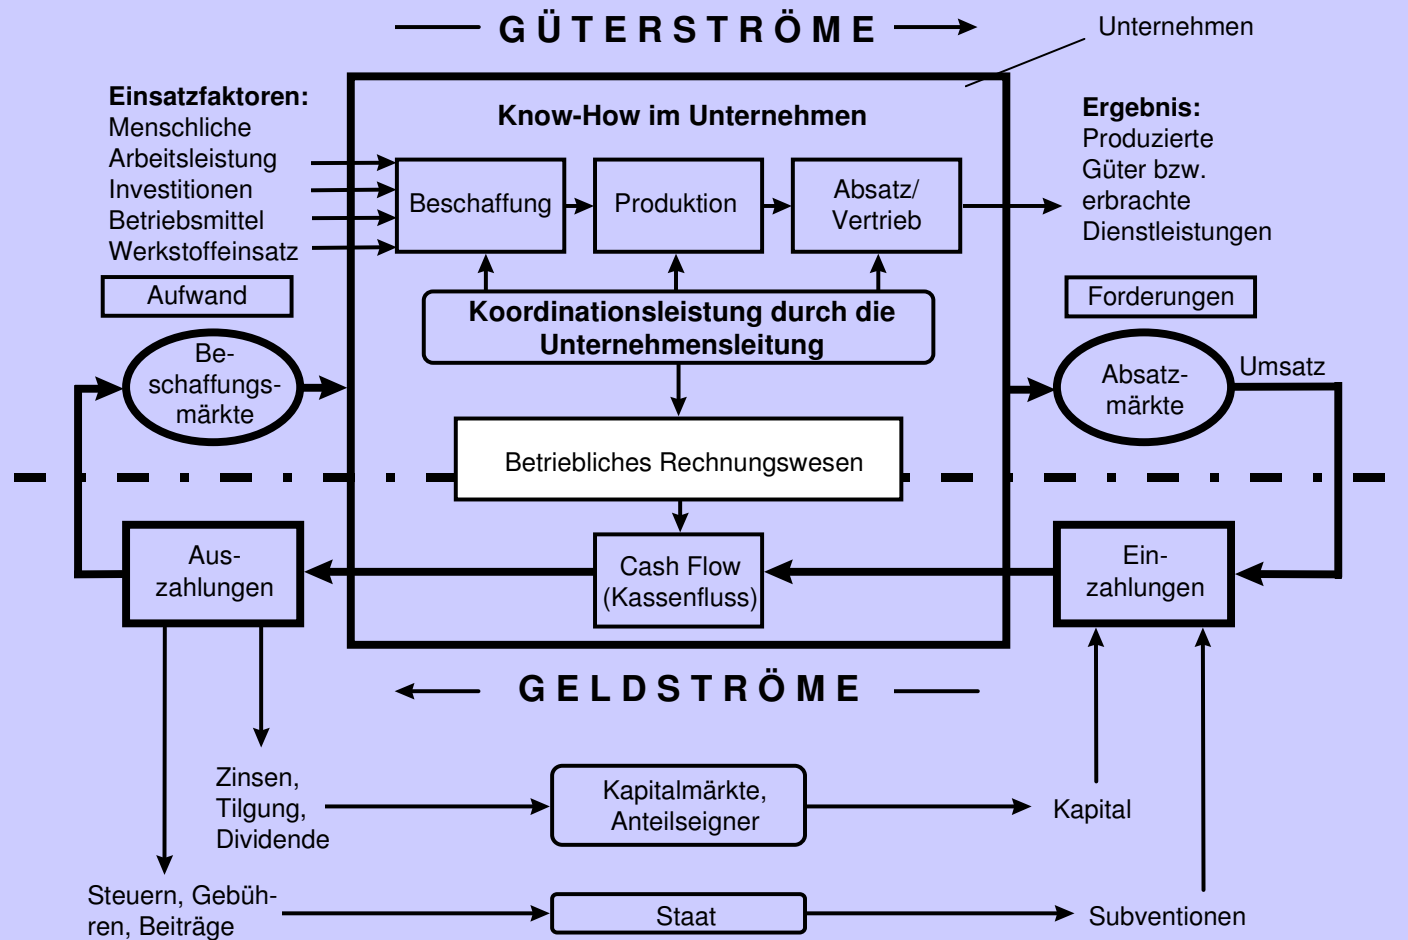 GÜTERSTRÖME
Unternehmen
Einsatzfaktoren:
Menschliche
Arbeitsleistung
Investitionen
Betriebsmittel
Werkstoffeinsatz
Know-How im Unternehmen
Beschaffung
Produktion
Absatz/
Vertrieb
Ergebnis:
Produzierte
Güter bzw.
erbrachte
Dienstleistungen
Aufwand
Koordinationsleistung durch die
Unternehmensleitung
Forderungen
Be-
schaffungs-
märkte
Absatz-
märkte
Umsatz
Betriebliches Rechnungswesen
Aus-
zahlungen
Cash Flow
(Kassenfluss)
Ein-
zahlungen
GELDSTRÖME
Zinsen,
Tilgung,
Dividende
Kapitalmärkte,
Anteilseigner
Kapital
Steuern, Gebüh-
ren, Beiträge
Staat
Subventionen